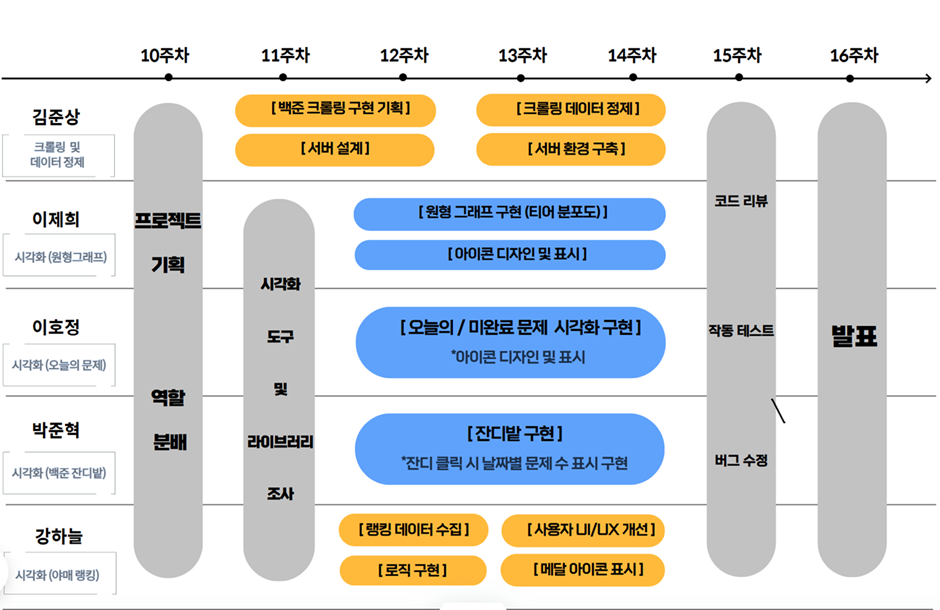 10주차 11주차 12주차 13주차 14주차 15주차 16주차
김준상
크롤링 및
데이터 정제
[ 백준 크롤링 구현 기획 ]
[ 크롤링 데이터 정제 ]
[ 서버 설계 ]
[ 서버 환경 구축 ]
이제희
시각화 (원형그래프)
[ 원형 그래프 구현 (티어 분포도) ]
[ 아이콘 디자인 및 표시 ]
이호정
시각화 (오늘의 문제)
[ 오늘의 / 미완료 문제 시각화 구현 ]
*아이콘 디자인 및 표시
박준혁
시각화 (백준 잔디밭)
[ 잔디밭 구현 ]
*잔디 클릭 시 날짜별 문제 수 표시 구현
강하늘
시각화 (야매 랭킹)
[ 랭킹 데이터 수집 ]
[ 사용자 UI/UX 개선 ]
[ 로직 구현 ]
[ 메달 아이콘 표시 ]
프로젝트
기획
역할
분배
시각화
도구
및
라이브러리
조사
코드 리뷰
작동 테스트
버그 수정
발표